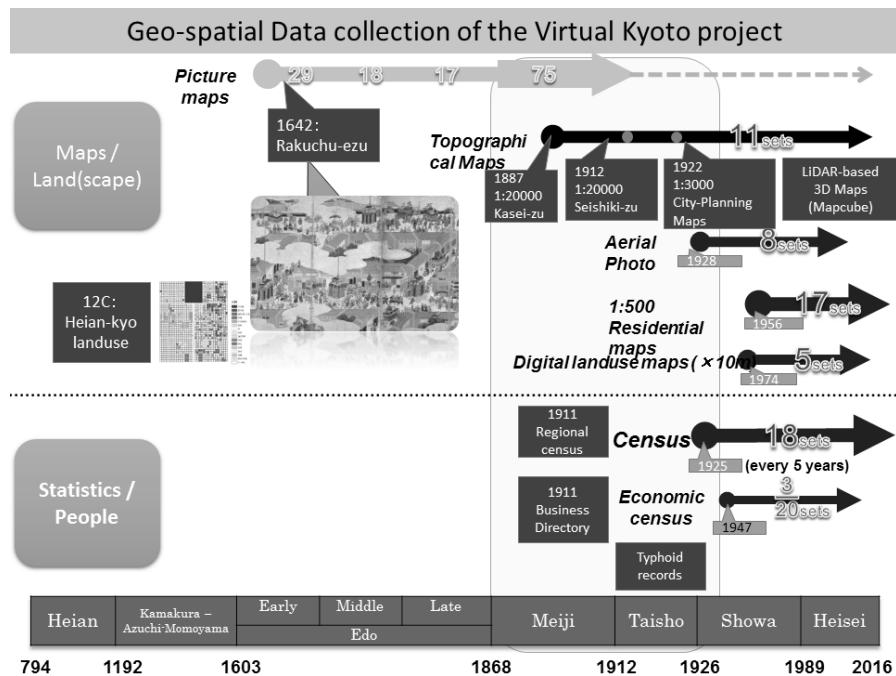 Geo-spatial Data collection of the Virtual Kyoto project
Picture
maps
29
18
17
75
1642:
Rakuchu-ezu
Maps /
Land(scape)
Topographi
cal Maps
11sets
1887
1:20000
Kasei-zu
1912
1:20000
Seishiki-zu
1922
1:3000
City-Planning
Maps
LiDAR-based
3D Maps
(Mapcube)
Aerial
Photo
8sets
1928
12C:
Heian-kyo
landuse
1:500
Residential
maps
17sets
1956
Digital landuse maps ( ×10m)
5sets
1974
Statistics /
People
1911
Regional
census
Census
18sets
1925
(every 5 years)
1911
Business
Directory
Economic
census
3
20sets
1947
Typhoid
records
Heian
Kamakura –
Azuchi-Momoyama
Early
Middle
Late
Edo
Meiji
Taisho
Showa
Heisei
794
1192
1603
1868
1912
1926
1989
2016